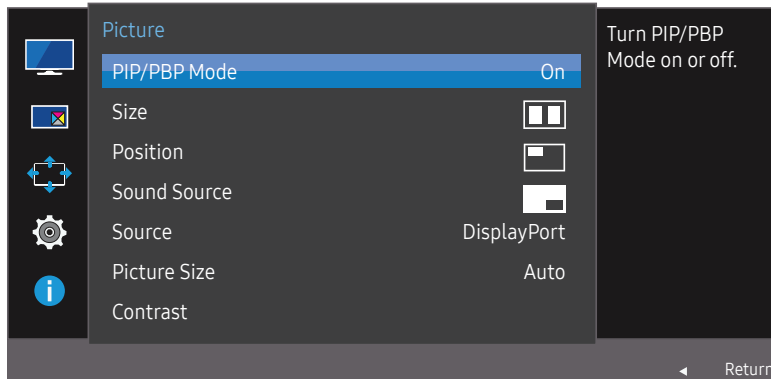 Picture
PIP/PBP Mode On
Size
Position
Sound Source
Source DisplayPort
Picture Size Auto
Contrast
Turn PIP/PBP
Mode on or off.
Return